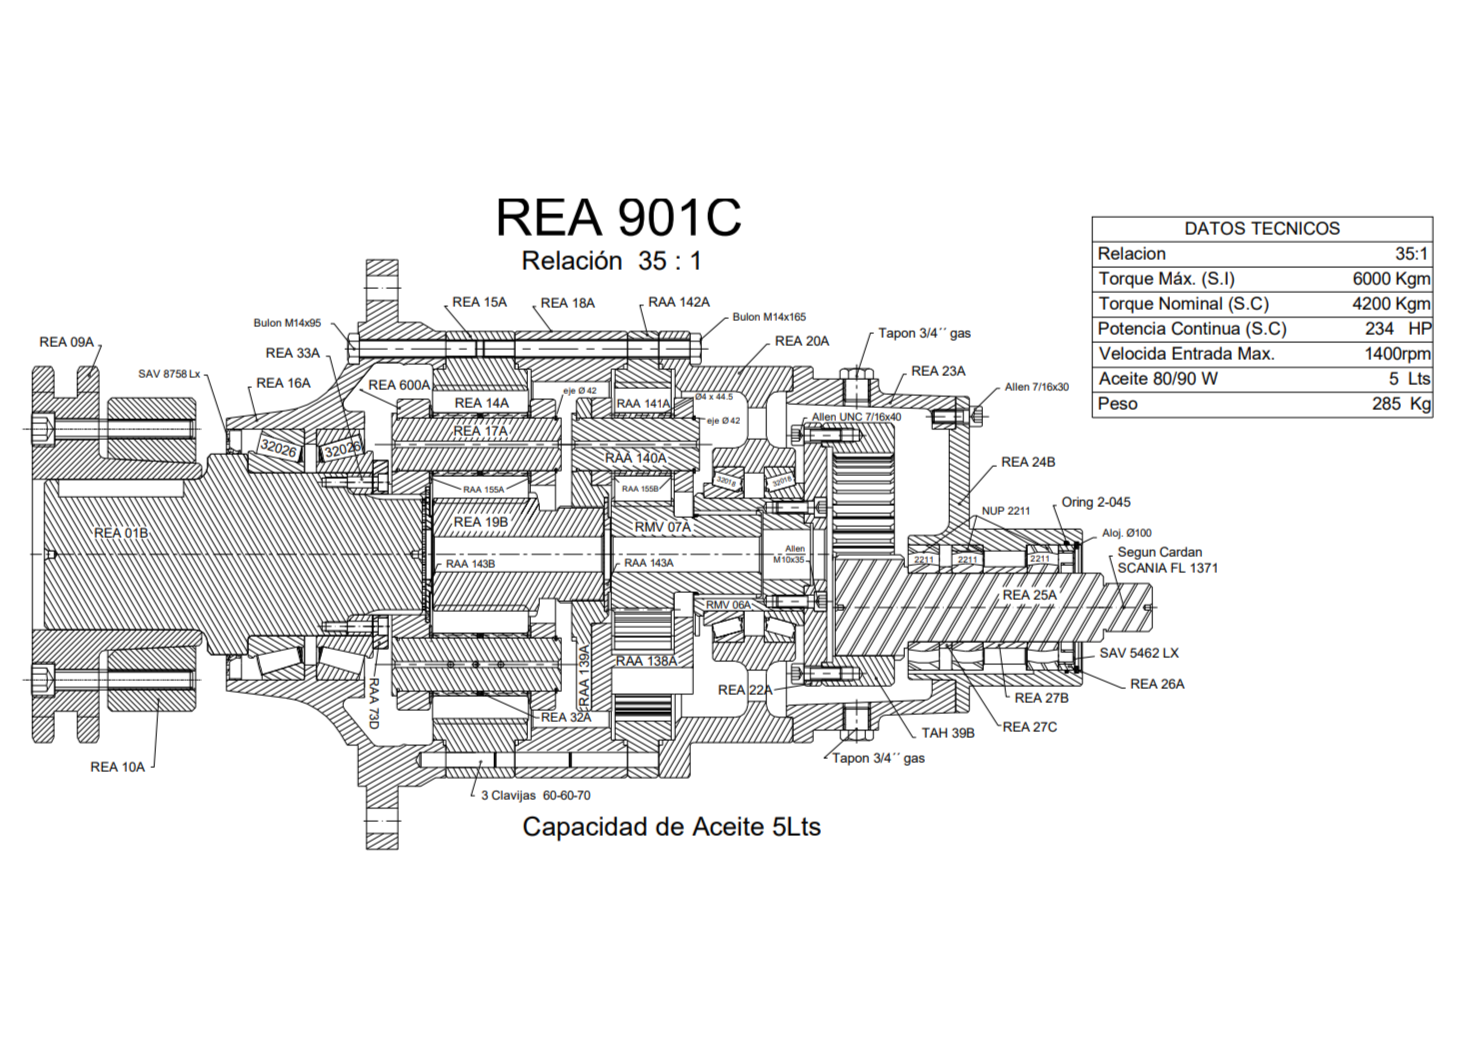 REA 901C
Relación 35 : 1
DATOS TECNICOS
Relacion 35:1
Torque Máx. (S.I) 6000 Kgm
Torque Nominal (S.C) 4200 Kgm
Potencia Continua (S.C) 234 HP
Velocida Entrada Max. 1400rpm
Aceite 80/90 W 5 Lts
Peso 285 Kg
REA 15A
REA 18A
RAA 142A
Bulon M14x95
Bulon M14x165
REA 09A
REA 33A
REA 20A
Tapon 3/4´´ gas
SAV 8758 Lx
REA 16A
REA 600A
eje Ø 42
REA 23A
Allen 7/16x30
REA 14A
RAA 141A
Ø4 x 44.5
Allen UNC 7/16x40
eje Ø 42
REA 17A
32026
32026
RAA 140A
REA 24B
32018
32018
RAA 155A
RAA 155B
Oring 2-045
NUP 2211
REA 01B
REA 19B
RMV 07A
Aloj. Ø100
Allen
M10x35
Segun Cardan
SCANIA FL 1371
RAA 143B
RAA 143A
2211
2211
2211
REA 25A
RMV 06A
SAV 5462 LX
RAA 139A
RAA 138A
REA 26A
RAA 73D
REA 22A
REA 27B
REA 32A
REA 27C
TAH 39B
REA 10A
Tapon 3/4´´ gas
3 Clavijas 60-60-70
Capacidad de Aceite 5Lts